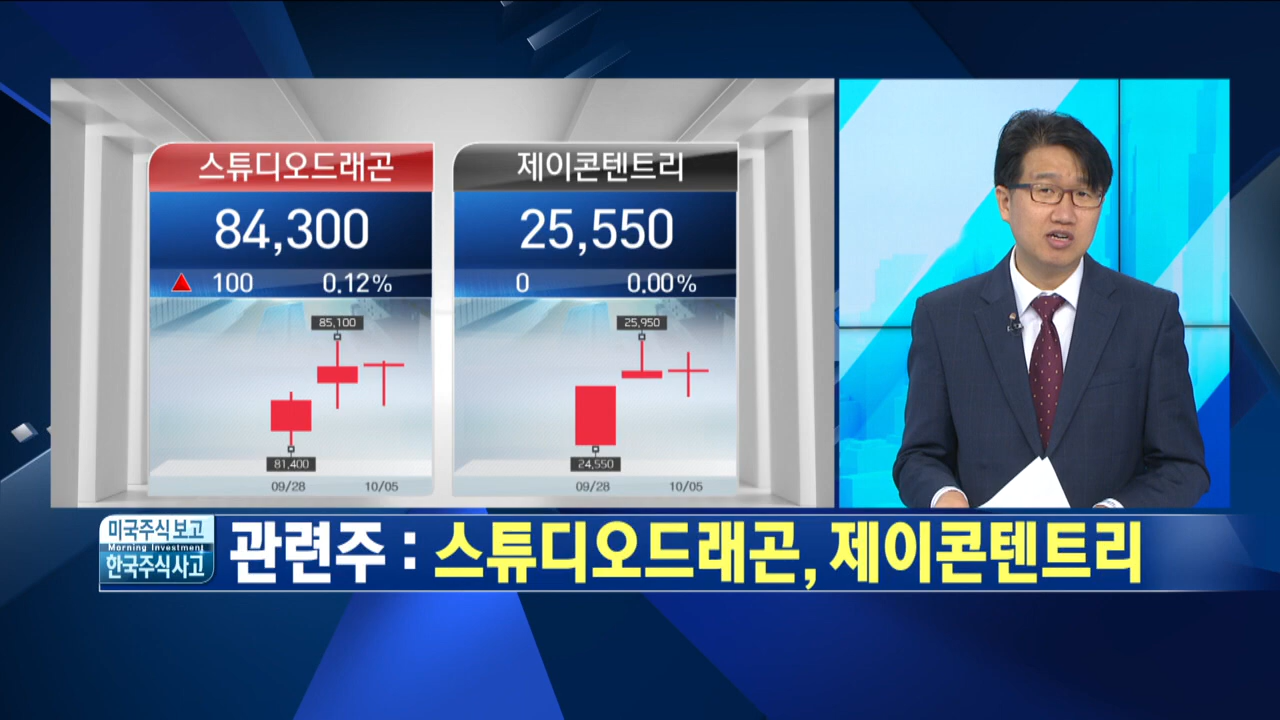 스튜디오드래곤
84,300
▲ 100 0.12%
85,100
81,400
09/28 10/05
제이콘텐트리
25,550
0 0.00%
25,950
24,550
09/28 10/05
미국주식 보고
Morning Investment
한국주식 사고
관련주 : 스튜디오드래곤, 제이콘텐트리